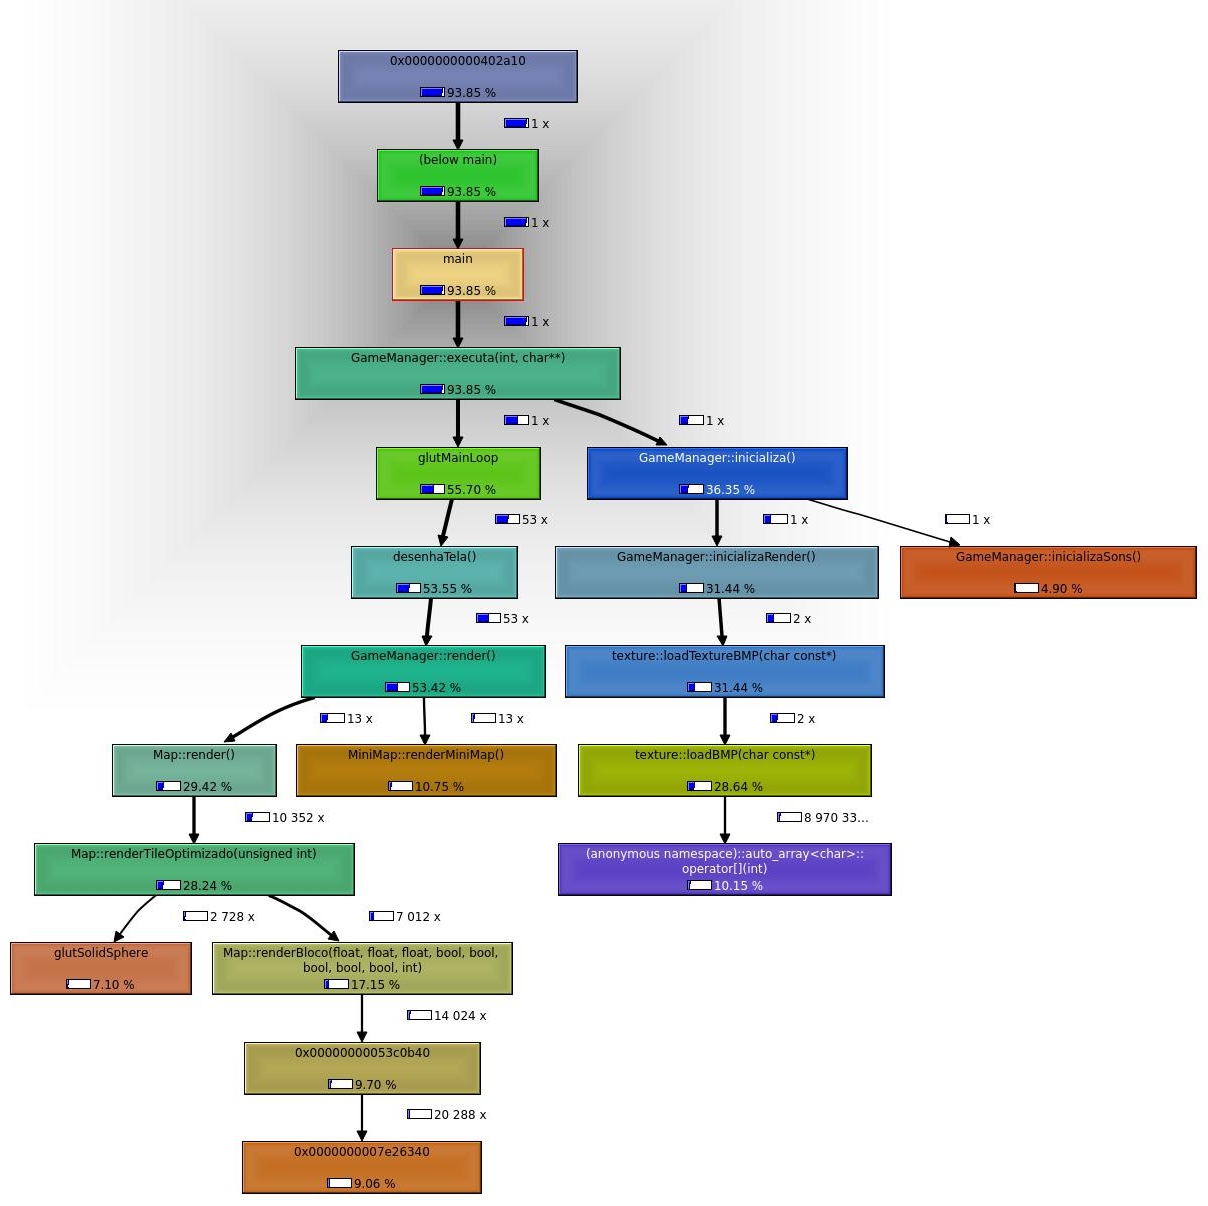 0x0000000000402a10
93.85 %
1 x
(below main)
93.85 %
1 x
main
93.85 %
1 x
GameManager::executa(int, char**)
93.85 %
1 x
1 x
glutMainLoop
55.70 %
GameManager::inicializa()
36.35 %
53 x
1 x
1 x
desenhaTela()
53.55 %
GameManager::inicializaRender()
31.44 %
GameManager::inicializaSons()
4.90 %
53 x
2 x
GameManager::render()
53.42 %
texture::loadTextureBMP(char const*)
31.44 %
13 x
13 x
2 x
Map::render()
29.42 %
MiniMap::renderMiniMap()
10.75 %
texture::loadBMP(char const*)
28.64 %
10 352 x
8 970 33...
Map::renderTileOptimizado(unsigned int)
28.24 %
(anonymous namespace)::auto_array<char>::
operator[](int)
10.15 %
2 728 x
7 012 x
glutSolidSphere
7.10 %
Map::renderBloco(float, float, float, bool, bool,
bool, bool, bool, int)
17.15 %
14 024 x
0x00000000053c0b40
9.70 %
20 288 x
0x0000000007e26340
9.06 %